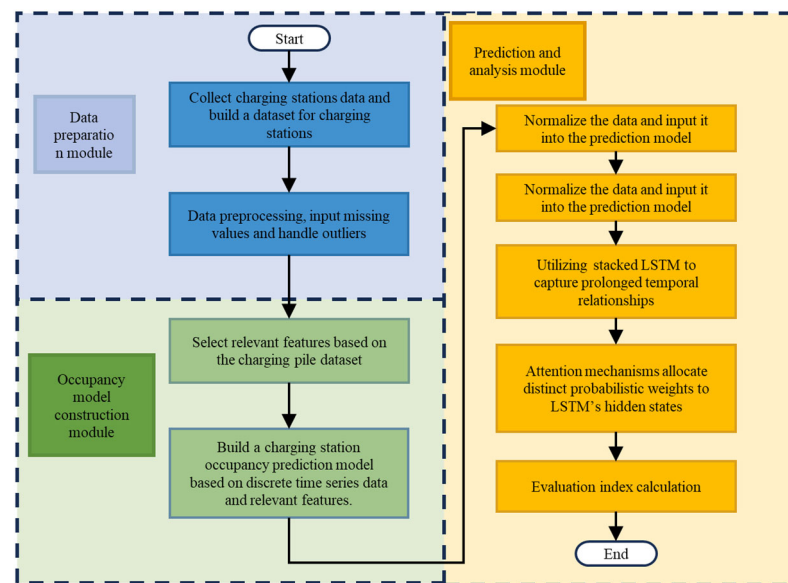 Start
Data
preparatio
n module
Collect charging stations data and
build a dataset for charging
stations
Data preprocessing, input missing
values and handle outliers
Occupancy
model
construction
module
Select relevant features based on
the charging pile dataset
Build a charging station
occupancy prediction model
based on discrete time series data
and relevant features.
Prediction and
analysis module
Normalize the data and input it
into the prediction model
Normalize the data and input it
into the prediction model
Utilizing stacked LSTM to
capture prolonged temporal
relationships
Attention mechanisms allocate
distinct probabilistic weights to
LSTM's hidden states
Evaluation index calculation
End